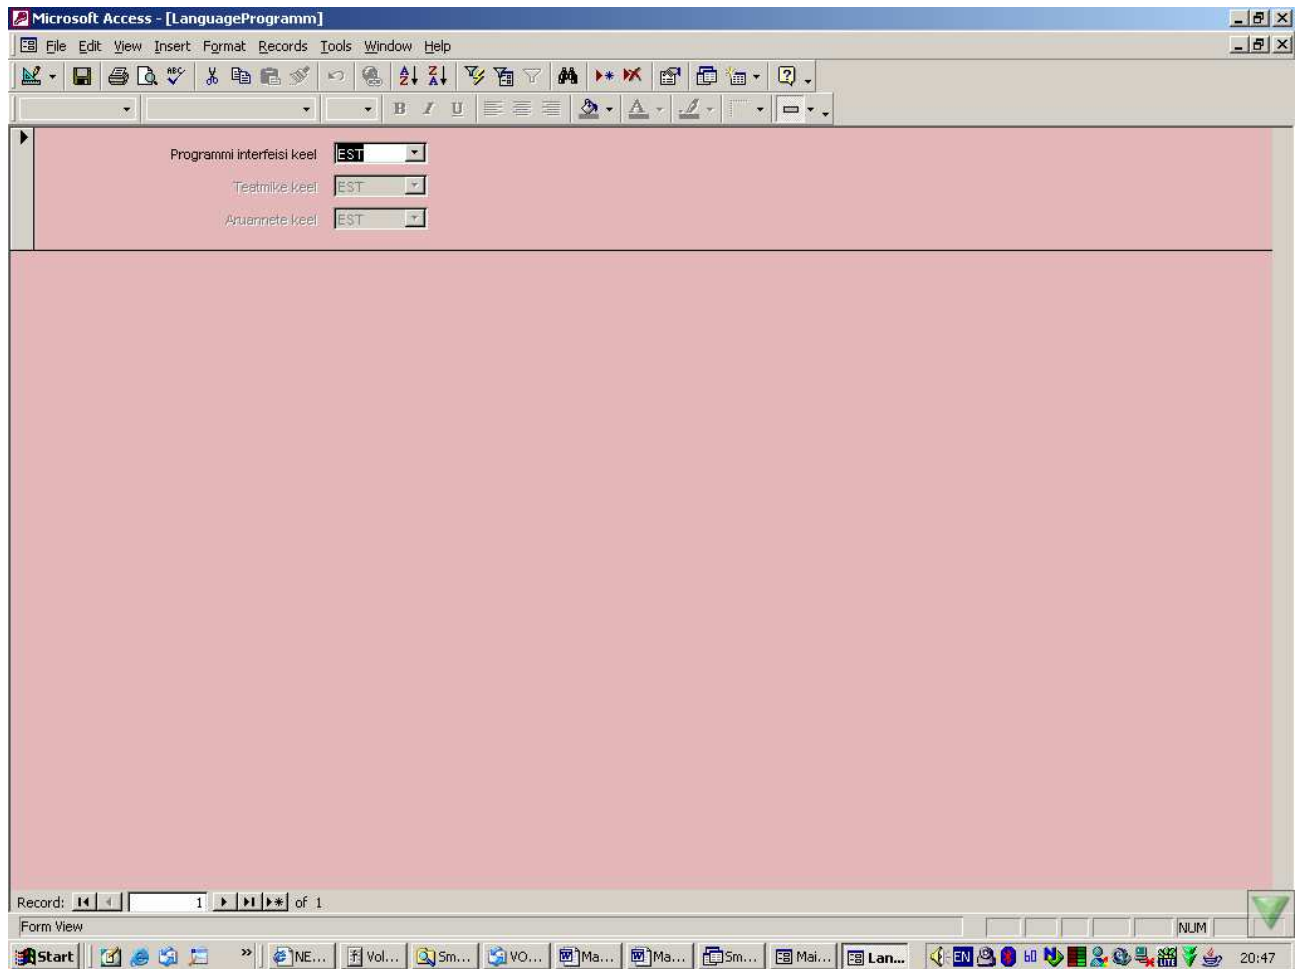 Microsoft Access - [LanguageProgramm]
File Edit View Insert Format Records Tools Window Help
B I U
Programmi interfeisi keel EST
Teatmike keel EST
Aruannete keel EST
Record: 1 of 1
Form View NUM
Start » NE... Vol... Sm... VO... Ma... Ma... Sm... Mai... Lan... EN 20:47